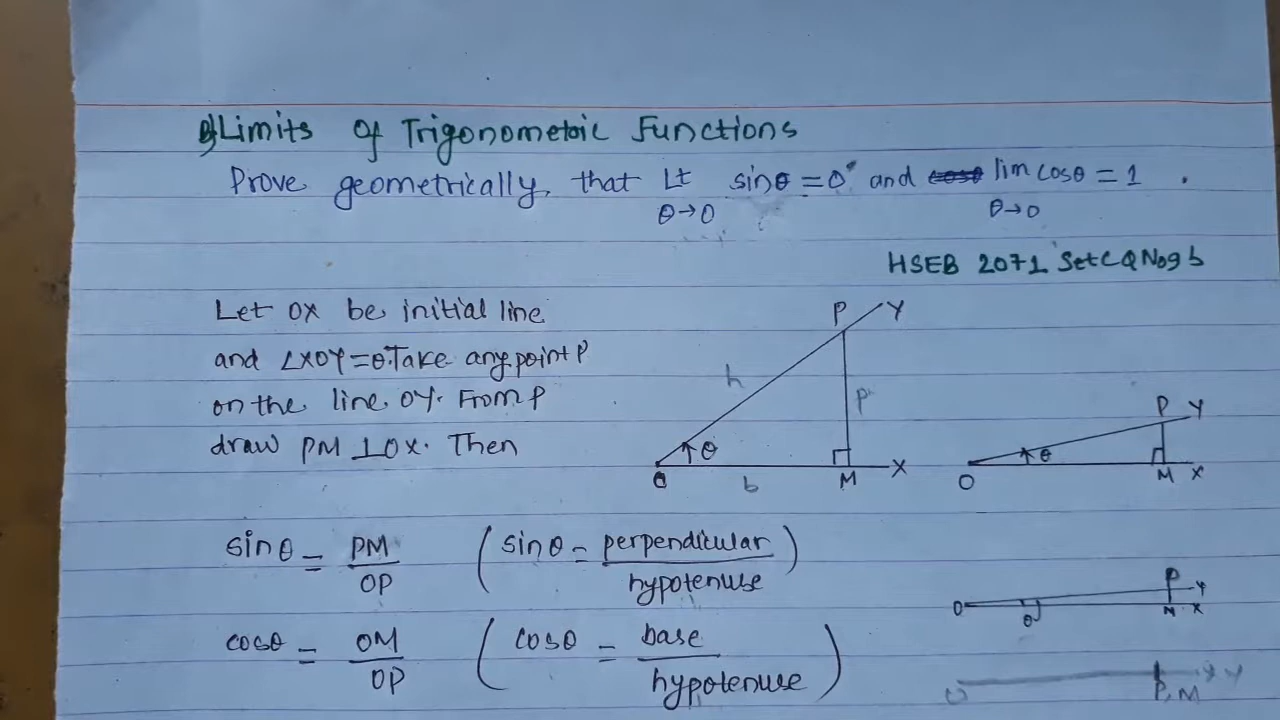 Limits of Trigonometric Functions
Prove geometrically, that Lt sinθ = 0 and lim cosθ = 1 .
θ→0 θ→0
HSEB 2071 Set C Q No 9 b
Let OX be initial line
and ∠XOY=θ. Take any point P
on the line OY. From P
draw PM ⊥ OX. Then
P Y
h P
θ
O b M X
P Y
θ
O M X
sinθ = PM/OP (sinθ = perpendicular/hypotenuse)
cosθ = OM/OP (cosθ = base/hypotenuse)
P
O Y
θ M X
O Y
P, M